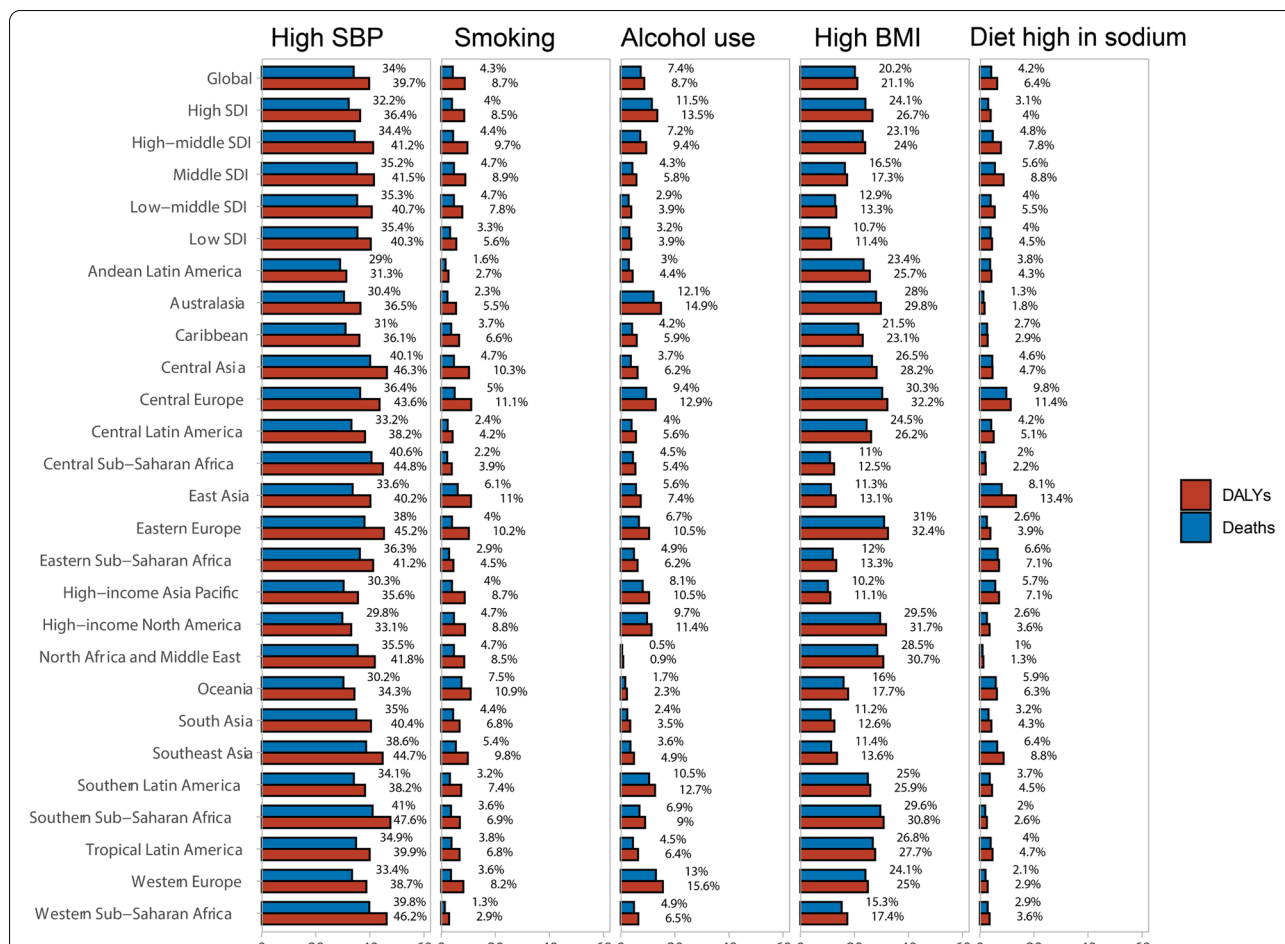 High SBP Smoking Alcohol use High BMI Diet high in sodium
34% 4.3% 7.4% 20.2% 4.2%
Global
39.7% 8.7% 8.7% 21.1% 6.4%
32.2% 4% 11.5% 24.1% 3.1%
High SDI
36.4% 8.5% 13.5% 26.7% 4%
34.4% 4.4% 7.2% 23.1% 4.8%
High−middle SDI
41.2% 9.7% 9.4% 24% 7.8%
35.2% 4.7% 4.3% 16.5% 5.6%
Middle SDI
41.5% 8.9% 5.8% 17.3% 8.8%
35.3% 4.7% 2.9% 12.9% 4%
Low−middle SDI
40.7% 7.8% 3.9% 13.3% 5.5%
35.4% 3.3% 3.2% 10.7% 4%
Low SDI
40.3% 5.6% 3.9% 11.4% 4.5%
29% 1.6% 3% 23.4% 3.8%
Andean Latin America
31.3% 2.7% 4.4% 25.7% 4.3%
30.4% 2.3% 12.1% 28% 1.3%
Australasia
36.5% 5.5% 14.9% 29.8% 1.8%
31% 3.7% 4.2% 21.5% 2.7%
Caribbean
36.1% 6.6% 5.9% 23.1% 2.9%
40.1% 4.7% 3.7% 26.5% 4.6%
Central Asia
46.3% 10.3% 6.2% 28.2% 4.7%
36.4% 5% 9.4% 30.3% 9.8%
Central Europe
43.6% 11.1% 12.9% 32.2% 11.4%
33.2% 2.4% 4% 24.5% 4.2%
Central Latin America
38.2% 4.2% 5.6% 26.2% 5.1%
40.6% 2.2% 4.5% 11% 2%
Central Sub−Saharan Africa
44.8% 3.9% 5.4% 12.5% 2.2%
33.6% 6.1% 5.6% 11.3% 8.1%
East Asia
40.2% 11% 7.4% 13.1% 13.4%
DALYs
38% 4% 6.7% 31% 2.6%
Eastern Europe
45.2% 10.2% 10.5% 32.4% 3.9%
Deaths
36.3% 2.9% 4.9% 12% 6.6%
Eastern Sub−Saharan Africa
41.2% 4.5% 6.2% 13.3% 7.1%
30.3% 4% 8.1% 10.2% 5.7%
High−income Asia Pacific
35.6% 8.7% 10.5% 11.1% 7.1%
29.8% 4.7% 9.7% 29.5% 2.6%
High−income North America
33.1% 8.8% 11.4% 31.7% 3.6%
35.5% 4.7% 0.5% 28.5% 1%
North Africa and Middle East
41.8% 8.5% 0.9% 30.7% 1.3%
30.2% 7.5% 1.7% 16% 5.9%
Oceania
34.3% 10.9% 2.3% 17.7% 6.3%
35% 4.4% 2.4% 11.2% 3.2%
South Asia
40.4% 6.8% 3.5% 12.6% 4.3%
38.6% 5.4% 3.6% 11.4% 6.4%
Southeast Asia
44.7% 9.8% 4.9% 13.6% 8.8%
34.1% 3.2% 10.5% 25% 3.7%
Southern Latin America
38.2% 7.4% 12.7% 25.9% 4.5%
41% 3.6% 6.9% 29.6% 2%
Southern Sub−Saharan Africa
47.6% 6.9% 9% 30.8% 2.6%
34.9% 3.8% 4.5% 26.8% 4%
Tropical Latin America
39.9% 6.8% 6.4% 27.7% 4.7%
33.4% 3.6% 13% 24.1% 2.1%
Western Europe
38.7% 8.2% 15.6% 25% 2.9%
39.8% 1.3% 4.9% 15.3% 2.9%
Western Sub−Saharan Africa
46.2% 2.9% 6.5% 17.4% 3.6%
0 20 40 60 0 20 40 60 0 20 40 60 0 20 40 60 0 20 40 60